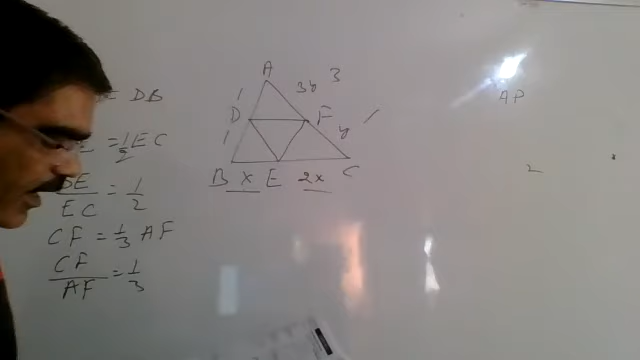 = DB
= 1/2 EC
BE/EC = 1/2
CF = 1/3 AF
CF/AF = 1/3
A
3y 3
1
D F
1 y 1
B x E 2x C
AP
2